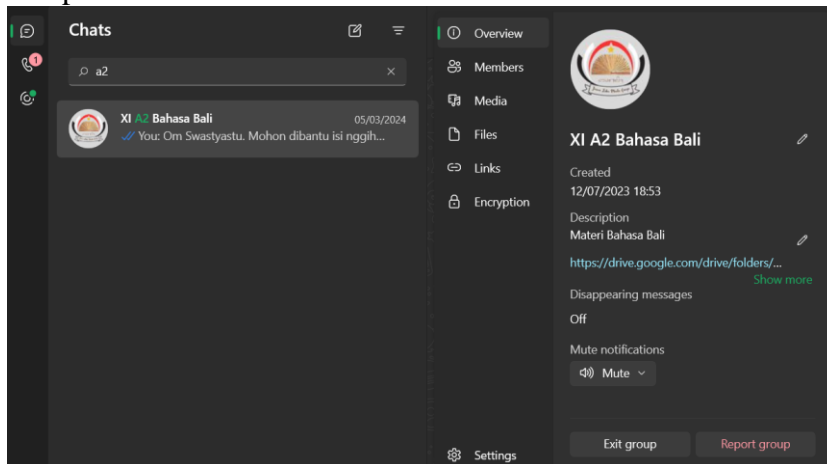 Chats
1
a2
XI A2 Bahasa Bali
05/03/2024
You: Om Swastyastu. Mohon dibantu isi nggih...
Overview
Members
Media
Files
Links
Encryption
Settings
XI A2 Bahasa Bali
Created
12/07/2023 18:53
Description
Materi Bahasa Bali
https://drive.google.com/drive/folders/...
Show more
Disappearing messages
Off
Mute notifications
Mute
Exit group
Report group